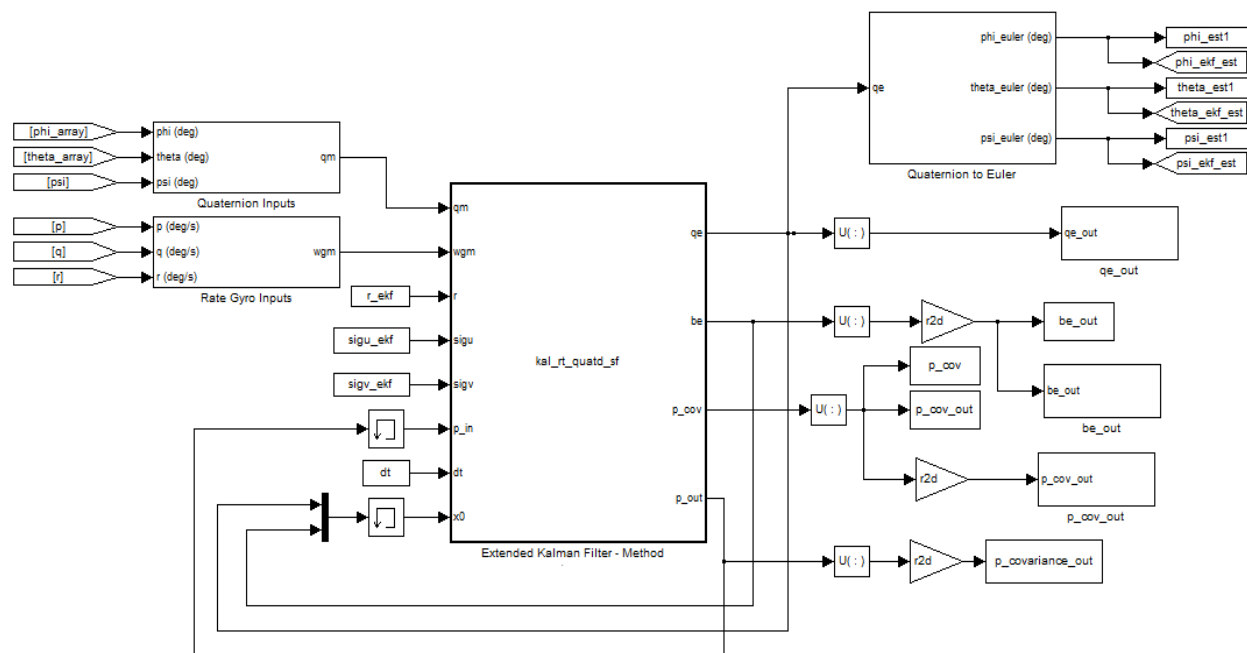 phi_euler (deg)
phi_est1
phi_ekf_est
qe
theta_euler (deg)
theta_est1
theta_ekf_est
psi_euler (deg)
psi_est1
psi_ekf_est
Quaternion to Euler
[phi_array]
phi (deg)
[theta_array]
theta (deg)
qm
[psi]
psi (deg)
Quaternion Inputs
[p]
p (deg/s)
[q]
q (deg/s)
wgm
[r]
r (deg/s)
Rate Gyro Inputs
qm
wgm
r_ekf
r
sigu_ekf
sigu
sigv_ekf
sigv
p_in
dt
dt
x0
kal_rt_quatd_sf
qe
be
p_cov
p_out
Extended Kalman Filter - Method
U( : )
qe_out
qe_out
U( : )
r2d
be_out
be_out
be_out
U( : )
p_cov
p_cov_out
r2d
p_cov_out
p_cov_out
U( : )
r2d
p_covariance_out